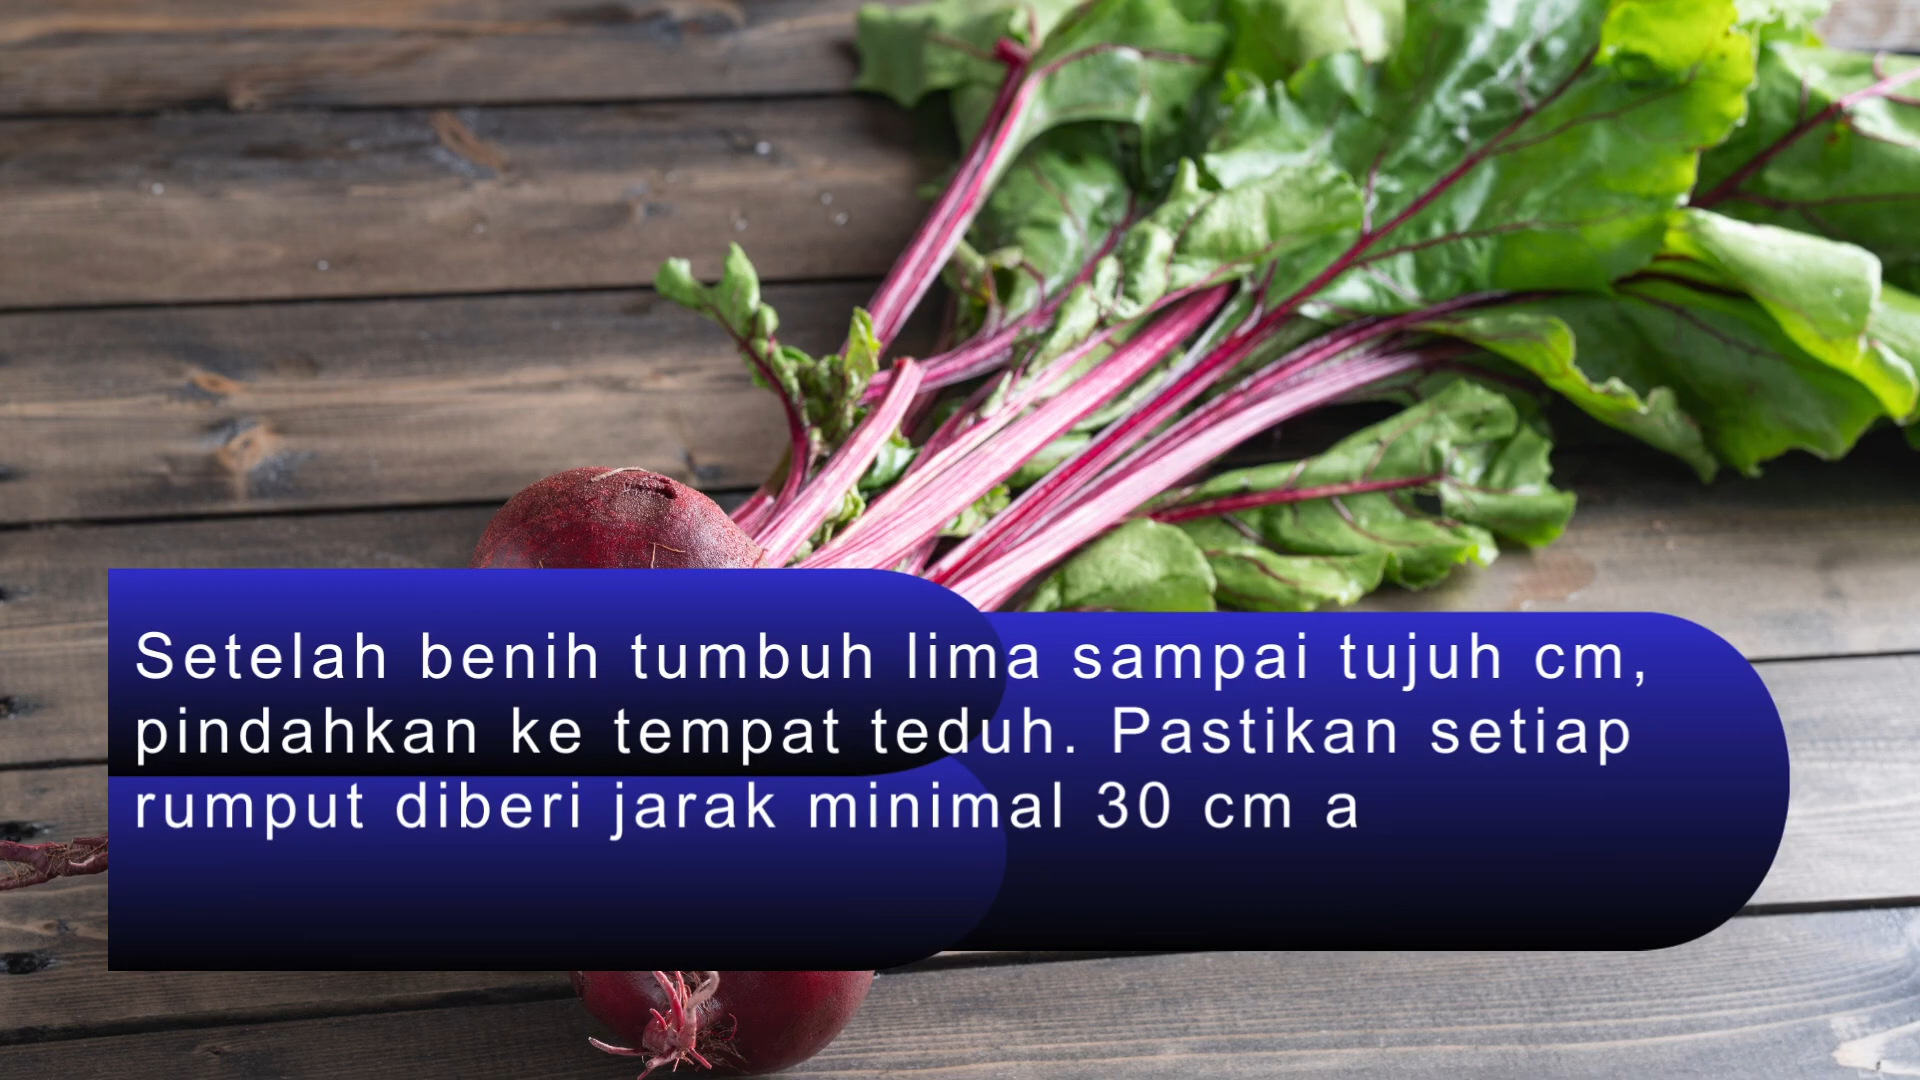 Setelah benih tumbuh lima sampai tujuh cm,
pindahkan ke tempat teduh. Pastikan setiap
rumput diberi jarak minimal 30 cm a